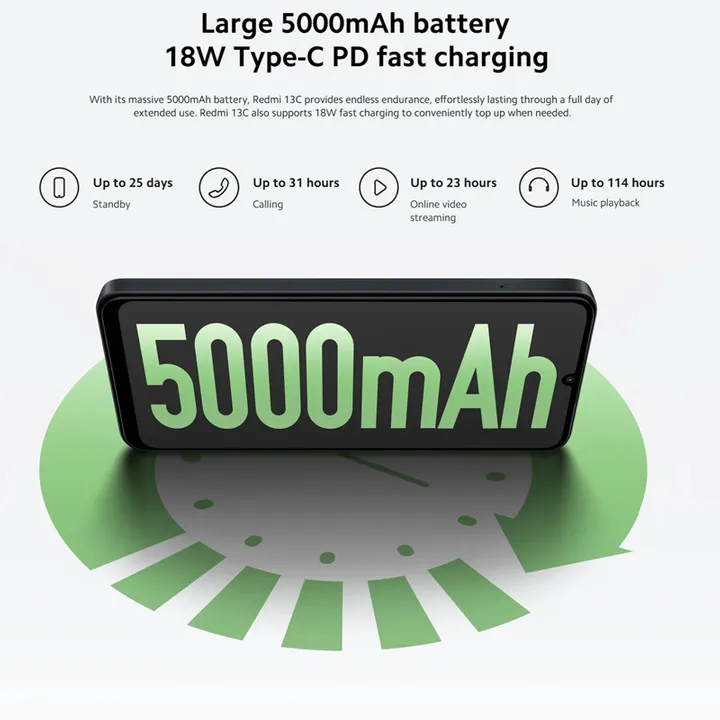 Large 5000mAh battery
18W Type-C PD fast charging
With its massive 5000mAh battery, Redmi 13C provides endless endurance, effortlessly lasting through a full day of
extended use. Redmi 13C also supports 18W fast charging to conveniently top up when needed.
Up to 25 days
Standby
Up to 31 hours
Calling
Up to 23 hours
Online video
streaming
Up to 114 hours
Music playback
5000mAh